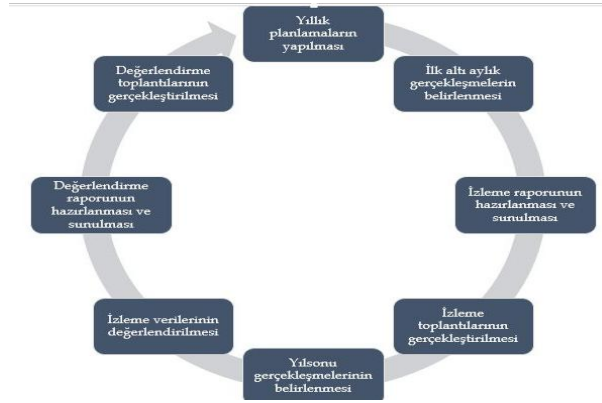 Yıllık
planlamaların
yapılması
İlk altı aylık
gerçekleşmelerin
belirlenmesi
İzleme raporunun
hazırlanması ve
sunulması
İzleme
toplantılarının
gerçekleştirilmesi
Yılsonu
gerçekleşmelerinin
belirlenmesi
İzleme verilerinin
değerlendirilmesi
Değerlendirme
raporunun
hazırlanması ve
sunulması
Değerlendirme
toplantılarının
gerçekleştirilmesi